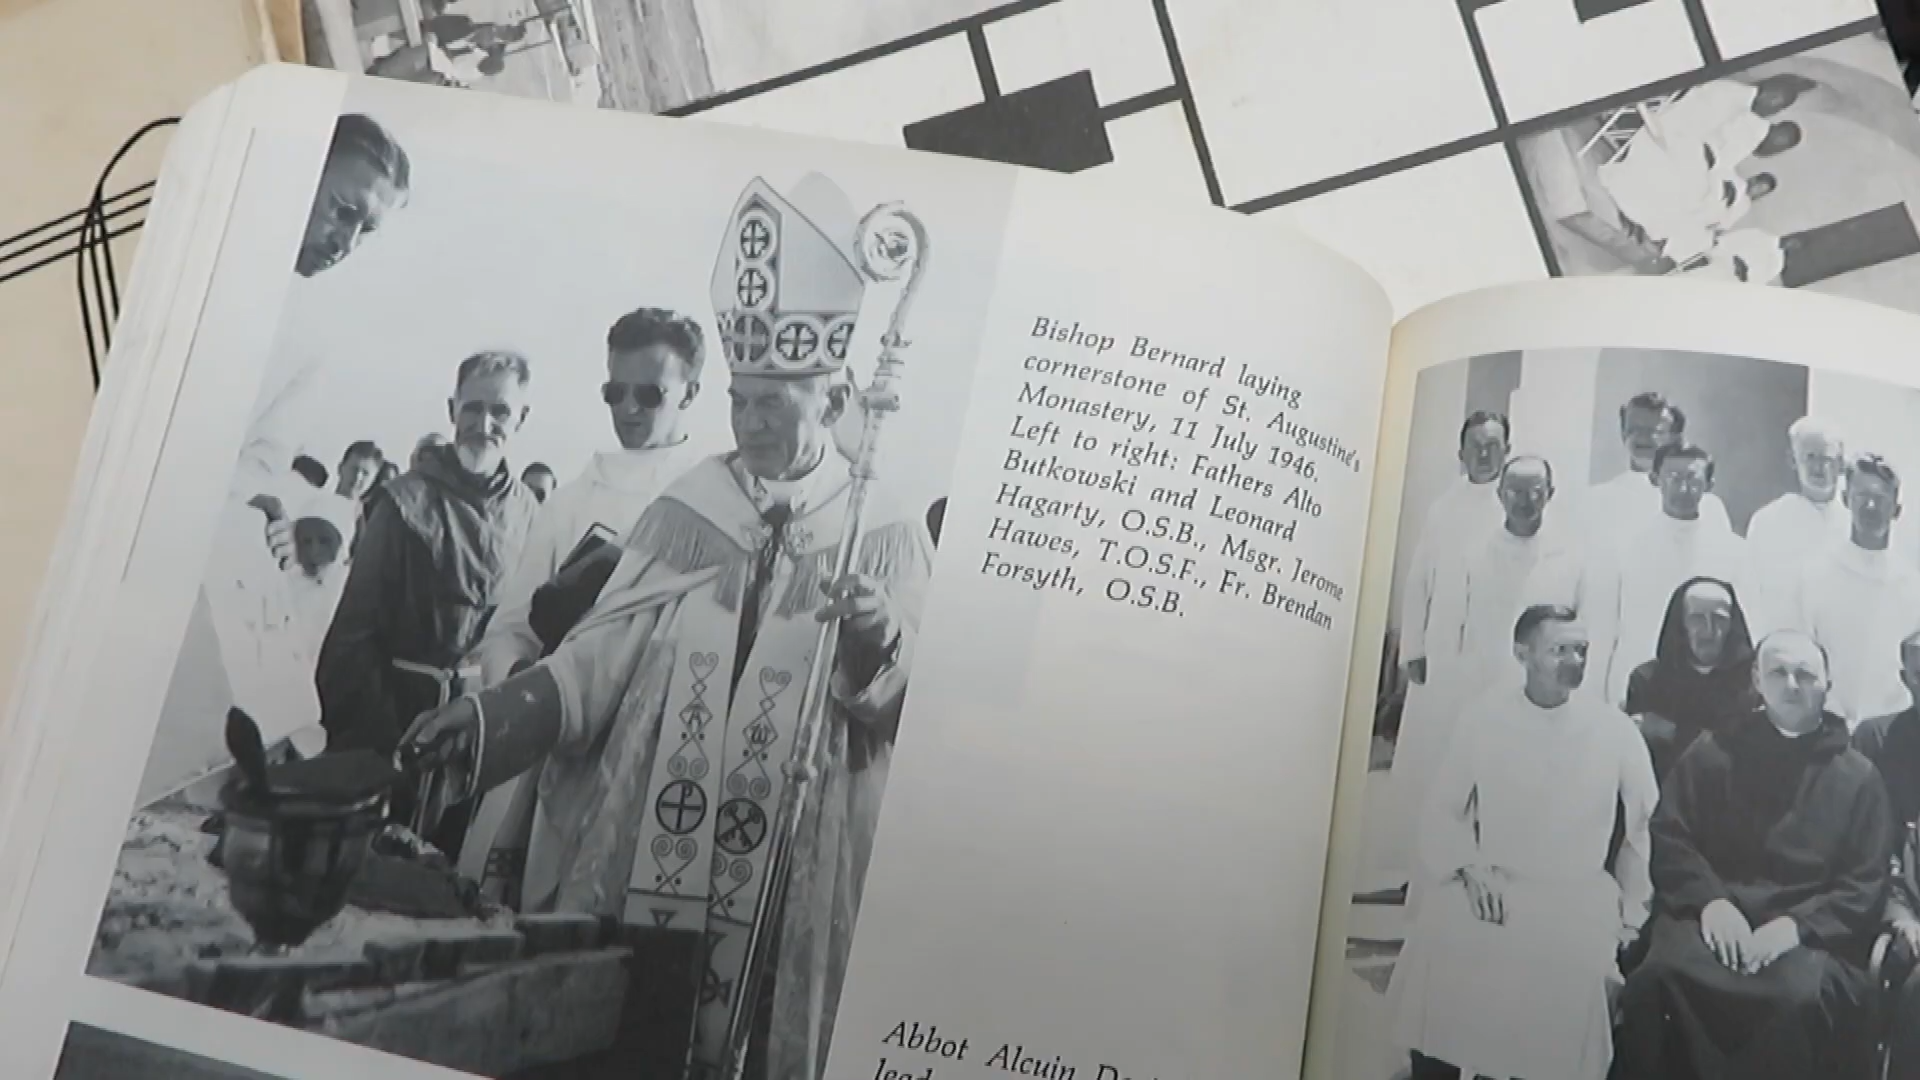 Bishop Bernard laying
cornerstone of St. Augustine's
Monastery, 11 July 1946.
Left to right: Fathers Alto
Butkowski and Leonard
Hagarty, O.S.B., Msgr. Jerome
Hawes, T.O.S.F., Fr. Brendan
Forsyth, O.S.B.
Abbot Alcuin